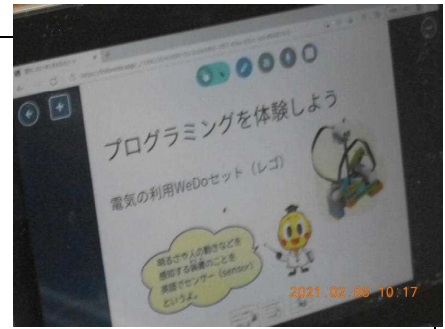 プログラミングを体験しよう
電気の利用WeDoセット（レゴ）
明るさや人の動きなどを
感知する装置のことを
英語でセンサー（sensor）
というよ。
2021.02.05 10:17